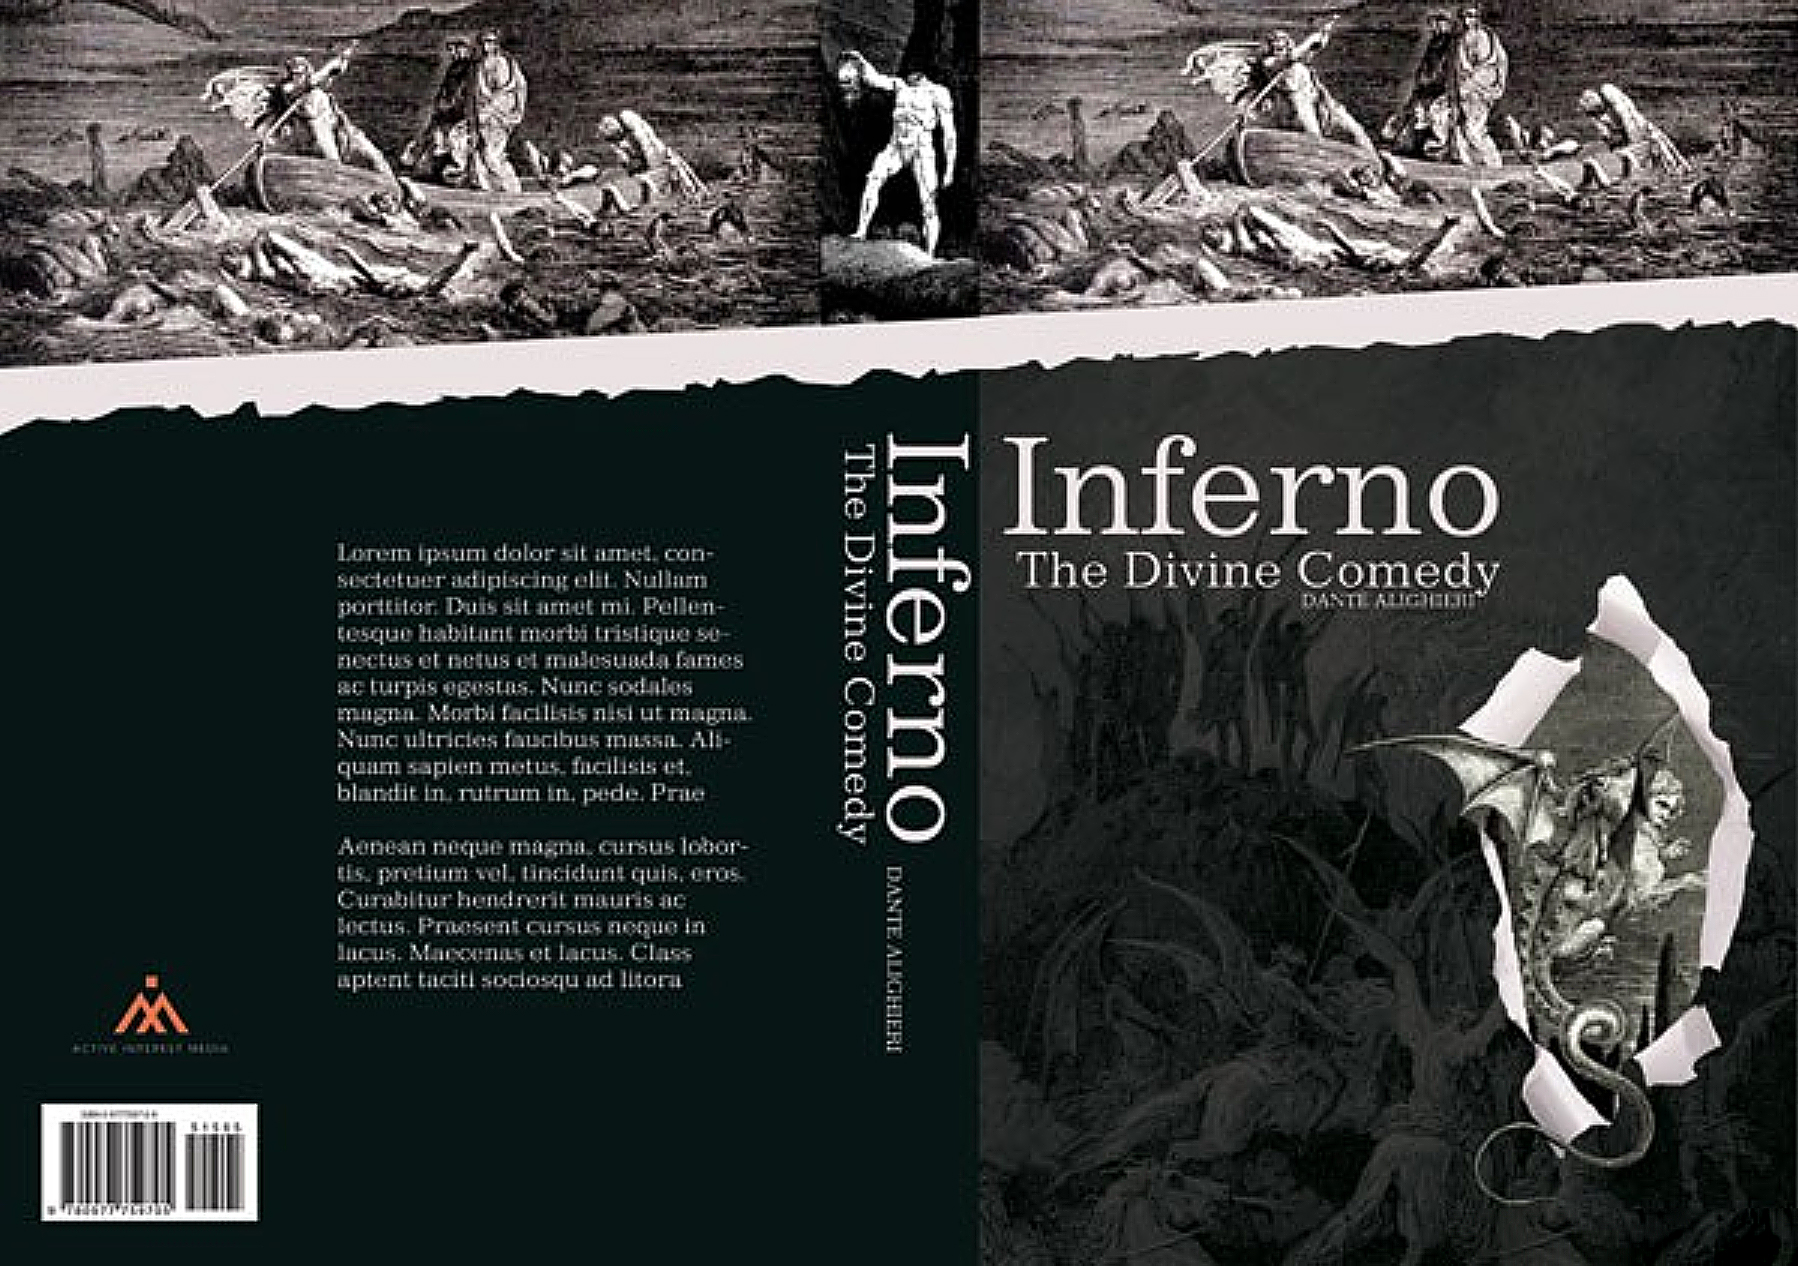 Lorem ipsum dolor sit amet, con-
sectetuer adipiscing elit. Nullam
porttitor. Duis sit amet mi. Pellen-
tesque habitant morbi tristique se-
nectus et netus et malesuada fames
ac turpis egestas. Nunc sodales
magna. Morbi facilisis nisi ut magna.
Nunc ultricies faucibus massa. Ali-
quam sapien metus, facilisis et,
blandit in, rutrum in, pede. Prae
Aenean neque magna, cursus lobor-
tis, pretium vel, tincidunt quis, eros.
Curabitur hendrerit mauris ac
lectus. Praesent cursus neque in
lacus. Maecenas et lacus. Class
aptent taciti sociosqu ad litora
ACTIVE INTEREST MEDIA
Inferno
The Divine Comedy
DANTE ALIGHIERI
Inferno
The Divine Comedy
DANTE ALIGHIERI